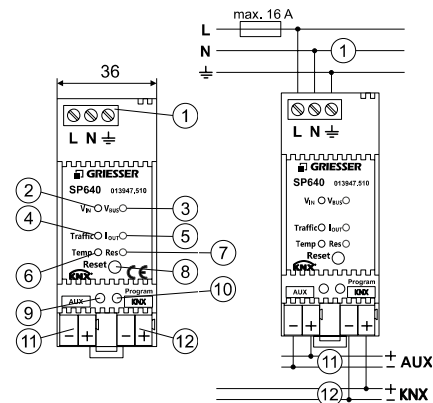 max. 16 A
L
N
1
36
1
L N
GRIESSER
SP640 013947,510
2
VIN VBUS
3
4
Traffic IOUT
5
Temp Res
7
6
Reset
8
KNX CE
Program
9
10
AUX KNX
- + - +
11
12
L N
GRIESSER
SP640 013947,510
VIN VBUS
Traffic IOUT
Temp Res
Reset
KNX
Program
AUX KNX
- + - +
11
+ AUX
-
12
+ KNX
-